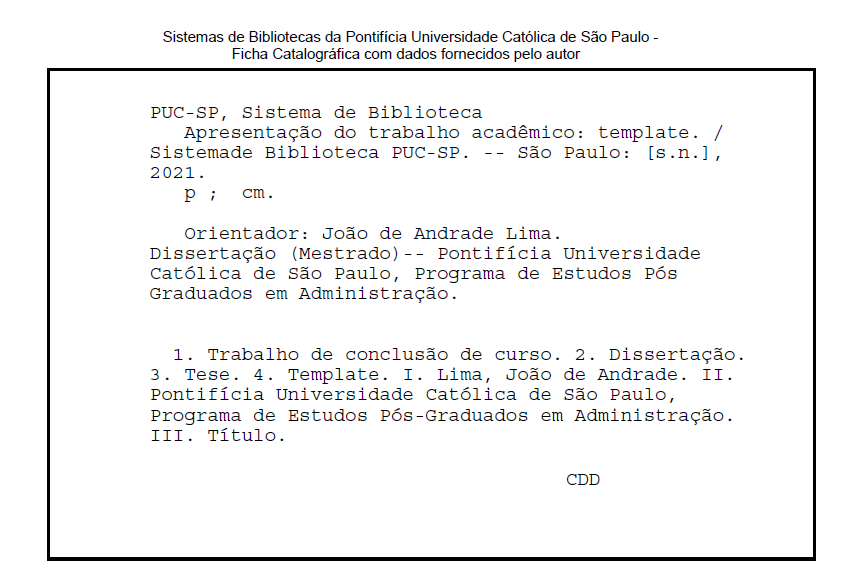 Sistemas de Bibliotecas da Pontifícia Universidade Católica de São Paulo -
Ficha Catalográfica com dados fornecidos pelo autor
PUC-SP, Sistema de Biblioteca
Apresentação do trabalho acadêmico: template. /
Sistemade Biblioteca PUC-SP. -- São Paulo: [s.n.],
2021.
p ; cm.
Orientador: João de Andrade Lima.
Dissertação (Mestrado)-- Pontifícia Universidade
Católica de São Paulo, Programa de Estudos Pós
Graduados em Administração.
1. Trabalho de conclusão de curso. 2. Dissertação.
3. Tese. 4. Template. I. Lima, João de Andrade. II.
Pontifícia Universidade Católica de São Paulo,
Programa de Estudos Pós-Graduados em Administração.
III. Título.
CDD